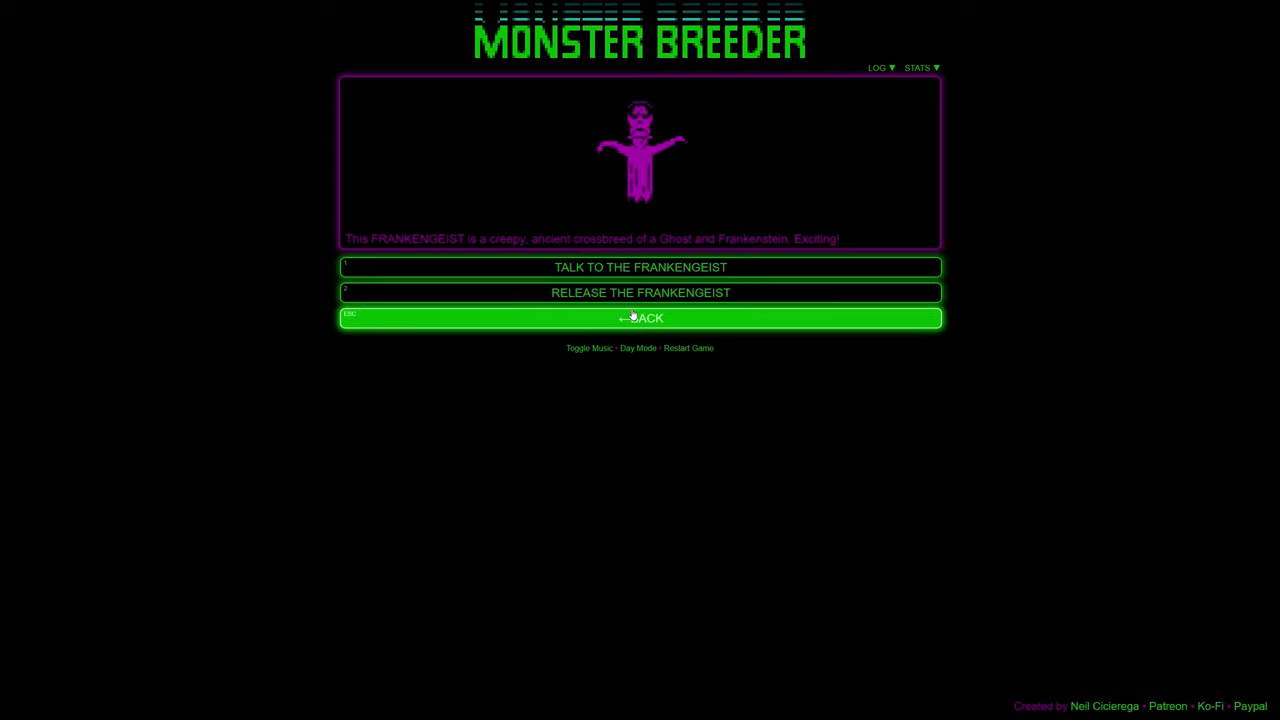 MONSTER BREEDER
LOG ▼ STATS ▼
This FRANKENGEIST is a creepy, ancient crossbreed of a Ghost and Frankenstein. Exciting!
1 TALK TO THE FRANKENGEIST
2 RELEASE THE FRANKENGEIST
ESC ←BACK
Toggle Music • Day Mode • Restart Game
Created by Neil Cicierega • Patreon • Ko-Fi • Paypal